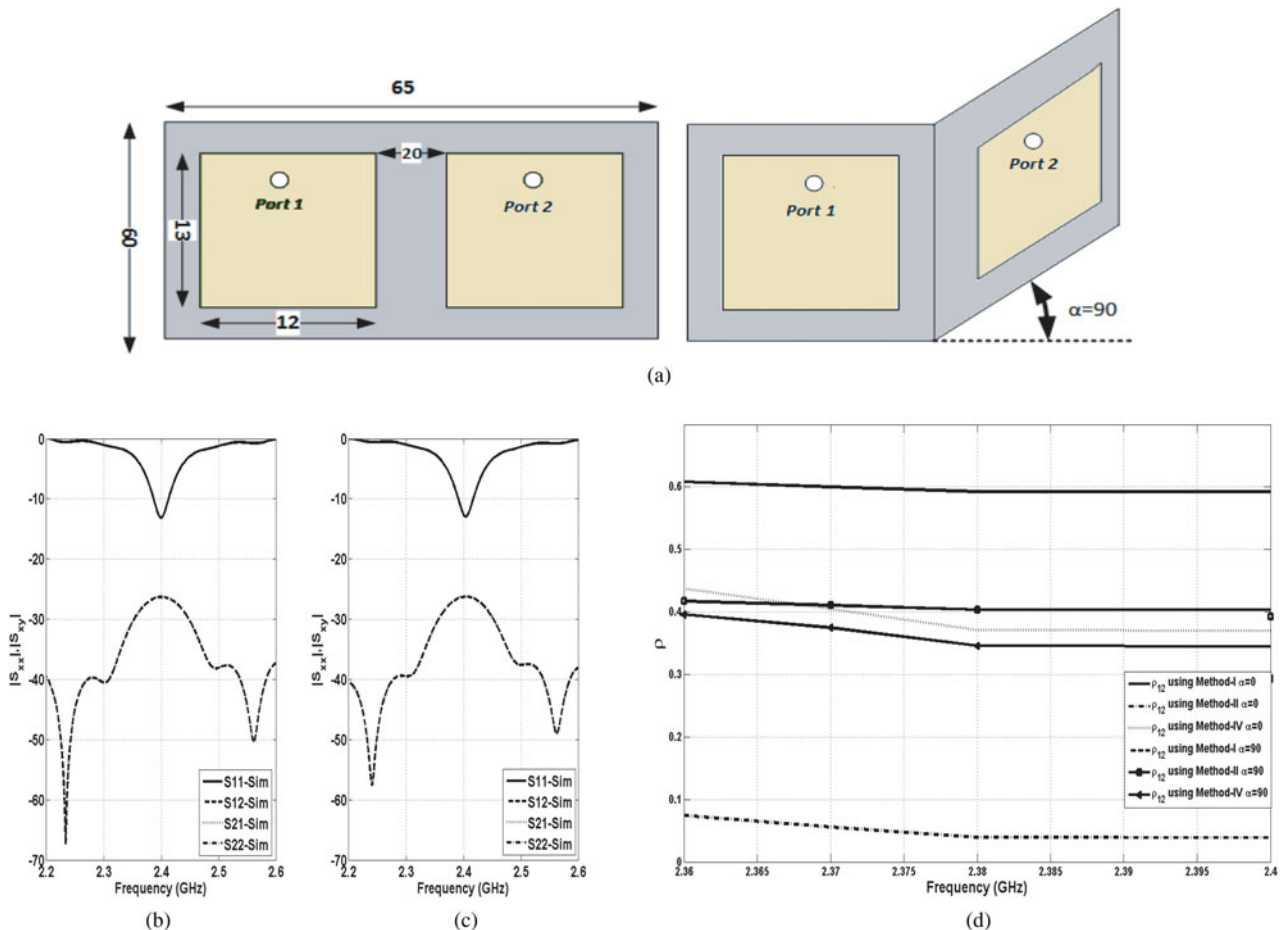 65
60
20
Port 1
Port 2
13
12
Port 1
Port 2
α=90
(a)
|Sxx|,|Sxy|
0
-10
-20
-30
-40
-50
-60
-70
S11-Sim
S12-Sim
S21-Sim
S22-Sim
2.2 2.3 2.4 2.5 2.6
Frequency (GHz)
(b)
|Sxx|,|Sxy|
0
-10
-20
-30
-40
-50
-60
-70
S11-Sim
S12-Sim
S21-Sim
S22-Sim
2.2 2.3 2.4 2.5 2.6
Frequency (GHz)
(c)
ρ
0.6
0.5
0.4
0.3
0.2
0.1
0
ρ12 using Method-I α=0
ρ12 using Method-II α=0
ρ12 using Method-IV α=0
ρ12 using Method-I α=90
ρ12 using Method-II α=90
ρ12 using Method-IV α=90
2.36 2.365 2.37 2.375 2.38 2.385 2.39 2.395 2.4
Frequency (GHz)
(d)